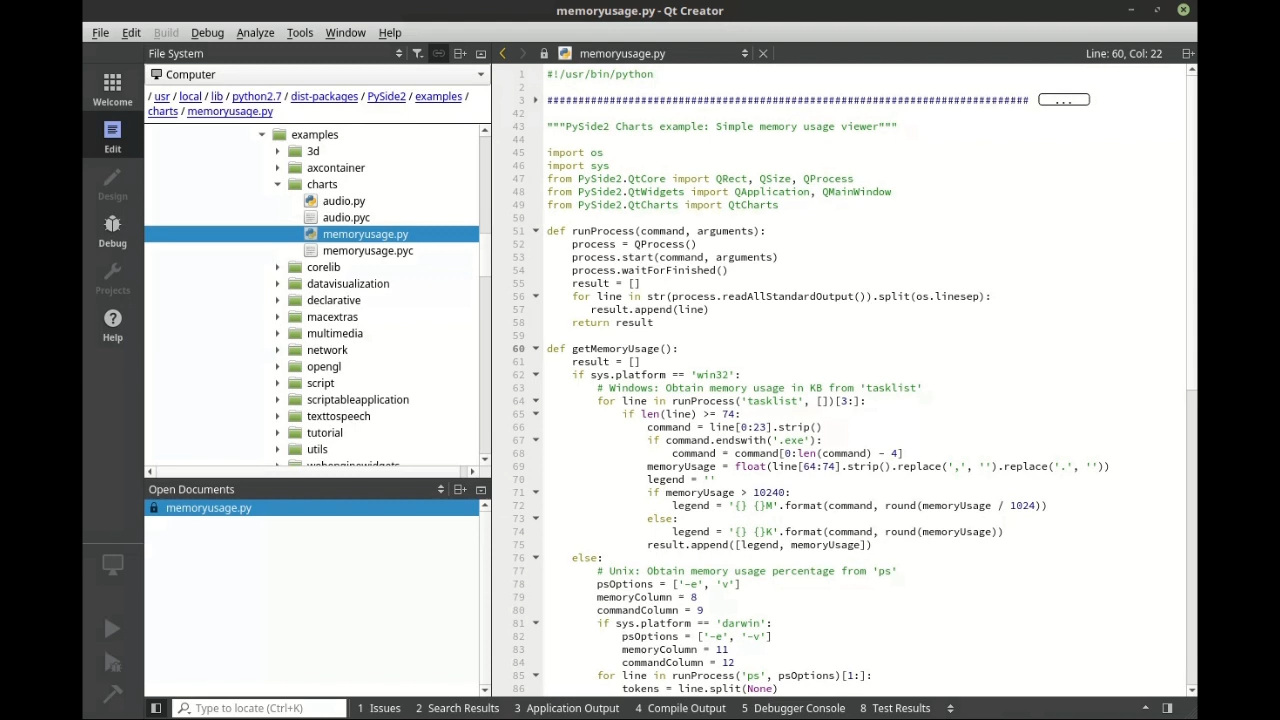 memoryusage.py - Qt Creator
File Edit Build Debug Analyze Tools Window Help
File System
memoryusage.py
Line: 60, Col: 22
Welcome
Edit
Design
Debug
Projects
Help
Computer
/ usr / local / lib / python2.7 / dist-packages / PySide2 / examples /
charts / memoryusage.py
examples
3d
axcontainer
charts
audio.py
audio.pyc
memoryusage.py
memoryusage.pyc
corelib
datavisualization
declarative
macextras
multimedia
network
opengl
script
scriptableapplication
texttospeech
tutorial
utils
webenginewidgets
Open Documents
memoryusage.py
1 #!/usr/bin/python
2
3 ############################################################################# ...
42
43 """PySide2 Charts example: Simple memory usage viewer"""
44
45 import os
46 import sys
47 from PySide2.QtCore import QRect, QSize, QProcess
48 from PySide2.QtWidgets import QApplication, QMainWindow
49 from PySide2.QtCharts import QtCharts
50
51 def runProcess(command, arguments):
52     process = QProcess()
53     process.start(command, arguments)
54     process.waitForFinished()
55     result = []
56     for line in str(process.readAllStandardOutput()).split(os.linesep):
57         result.append(line)
58     return result
59
60 def getMemoryUsage():
61     result = []
62     if sys.platform == 'win32':
63         # Windows: Obtain memory usage in KB from 'tasklist'
64         for line in runProcess('tasklist', [])[3:]:
65             if len(line) >= 74:
66                 command = line[0:23].strip()
67                 if command.endswith('.exe'):
68                     command = command[0:len(command) - 4]
69                 memoryUsage = float(line[64:74].strip().replace(',', '').replace('.', ''))
70                 legend = ''
71                 if memoryUsage > 10240:
72                     legend = '{} {}M'.format(command, round(memoryUsage / 1024))
73                 else:
74                     legend = '{} {}K'.format(command, round(memoryUsage))
75                 result.append([legend, memoryUsage])
76     else:
77         # Unix: Obtain memory usage percentage from 'ps'
78         psOptions = ['-e', 'v']
79         memoryColumn = 8
80         commandColumn = 9
81         if sys.platform == 'darwin':
82             psOptions = ['-e', '-v']
83             memoryColumn = 11
84             commandColumn = 12
85         for line in runProcess('ps', psOptions)[1:]:
86             tokens = line.split(None)
Type to locate (Ctrl+K)
1 Issues 2 Search Results 3 Application Output 4 Compile Output 5 Debugger Console 8 Test Results